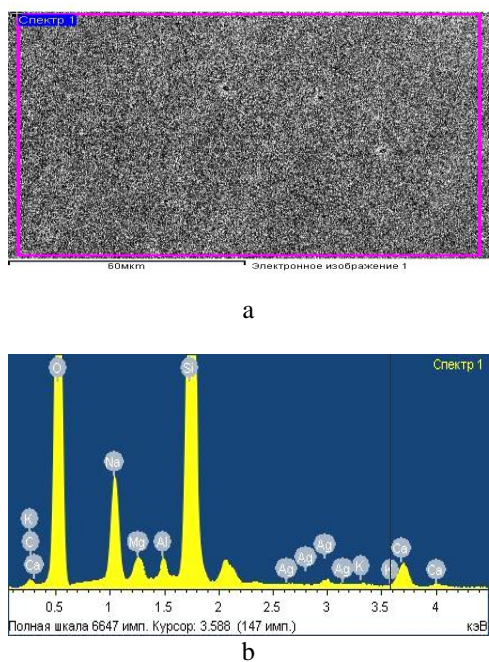 Спектр 1
60мкм Электронное изображение 1
a
Спектр 1
O Si
Na
K C Ca Mg Al Ag Ag Ag Ag K K Ca Ca
0.5 1 1.5 2 2.5 3 3.5 4
Полная шкала 6647 имп. Курсор: 3.588 (147 имп.) кэВ
b